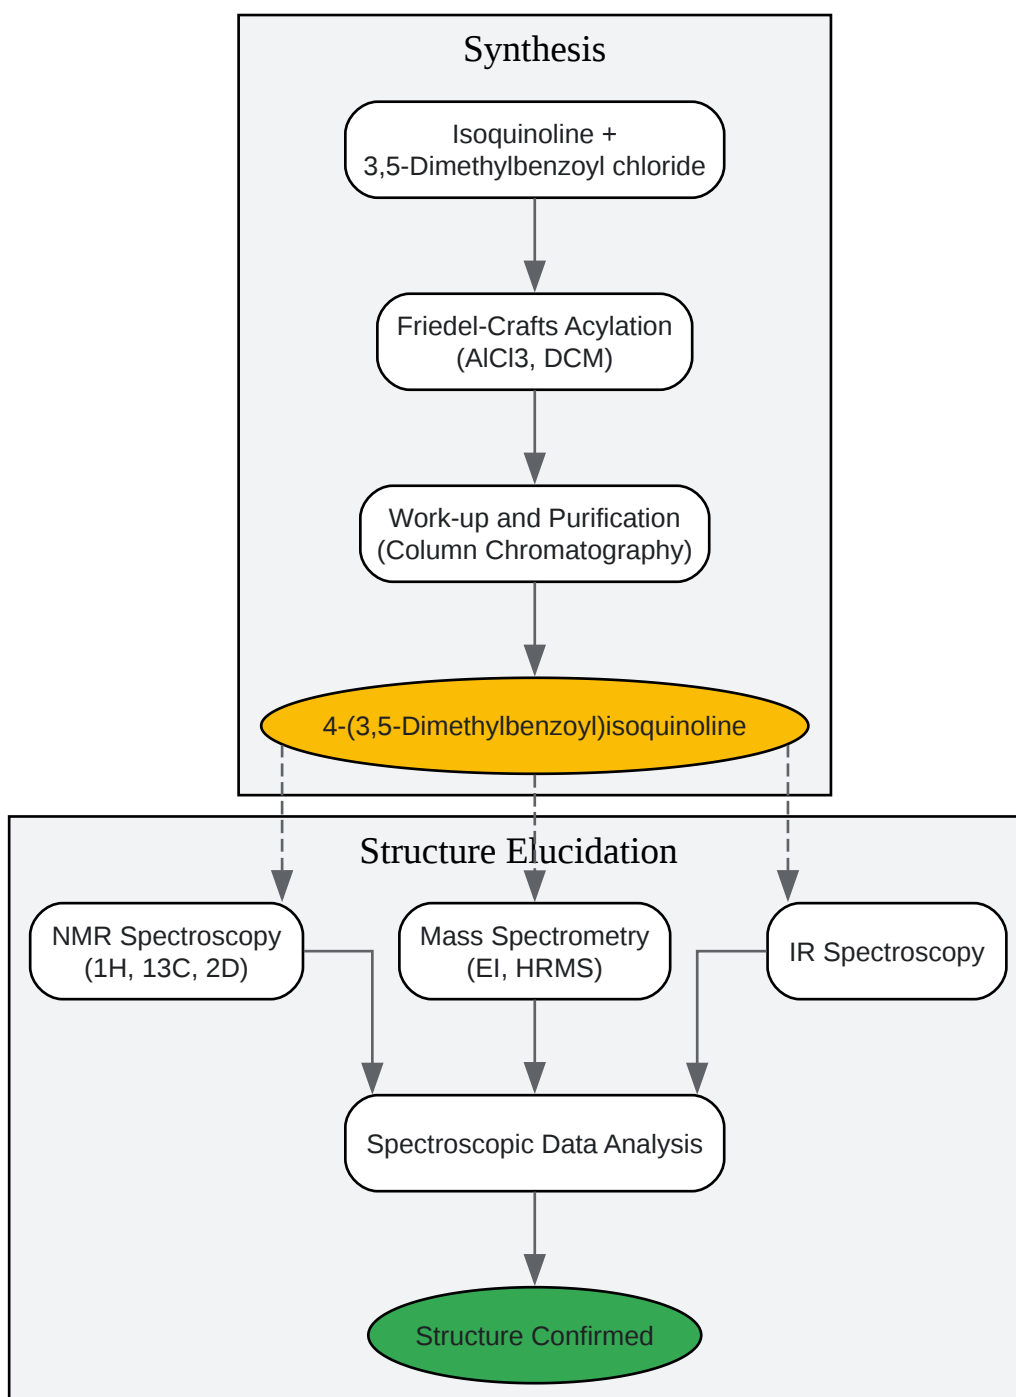 Synthesis
Isoquinoline +
3,5-Dimethylbenzoyl chloride
Friedel-Crafts Acylation
(AlCl3, DCM)
Work-up and Purification
(Column Chromatography)
4-(3,5-Dimethylbenzoyl)isoquinoline
Structure Elucidation
NMR Spectroscopy
(1H, 13C, 2D)
Mass Spectrometry
(EI, HRMS)
IR Spectroscopy
Spectroscopic Data Analysis
Structure Confirmed